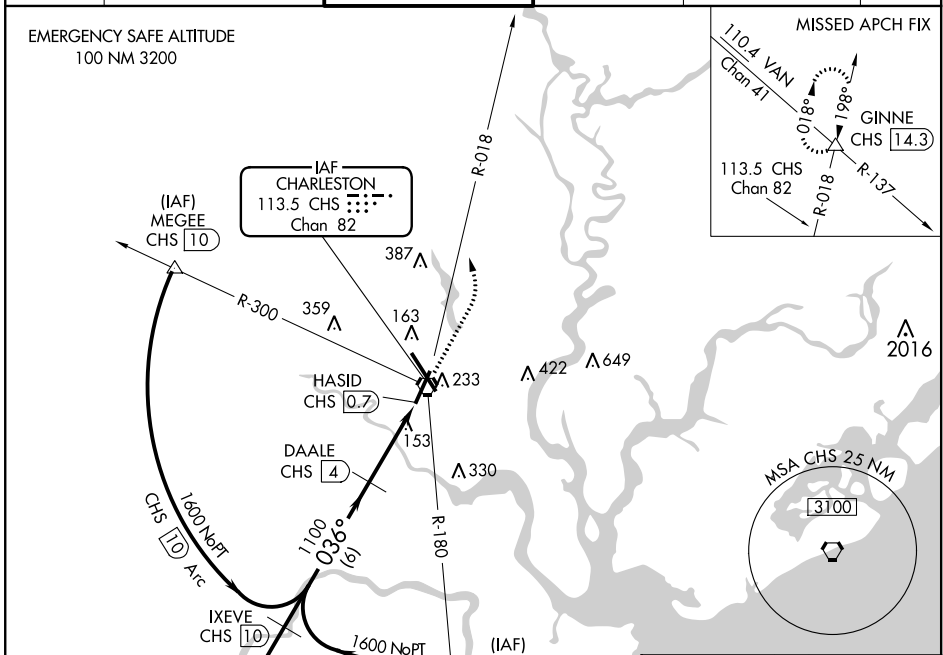 EMERGENCY SAFE ALTITUDE
100 NM 3200
MISSED APCH FIX
110.4 VAN
Chan 41
018°
198°
GINNE
CHS 14.3
113.5 CHS
Chan 82
R-018
R-137
R-018
IAF
CHARLESTON
113.5 CHS
Chan 82
(IAF)
MEGEE
CHS 10
R-300
387
359
163
233
422
649
2016
HASID
CHS 0.7
153
DAALE
CHS 4
330
MSA CHS 25 NM
3100
R-180
1600 NoPT
CHS 10 Arc
1100
036°
(6)
IXEVE
CHS 10
1600 NoPT
(IAF)